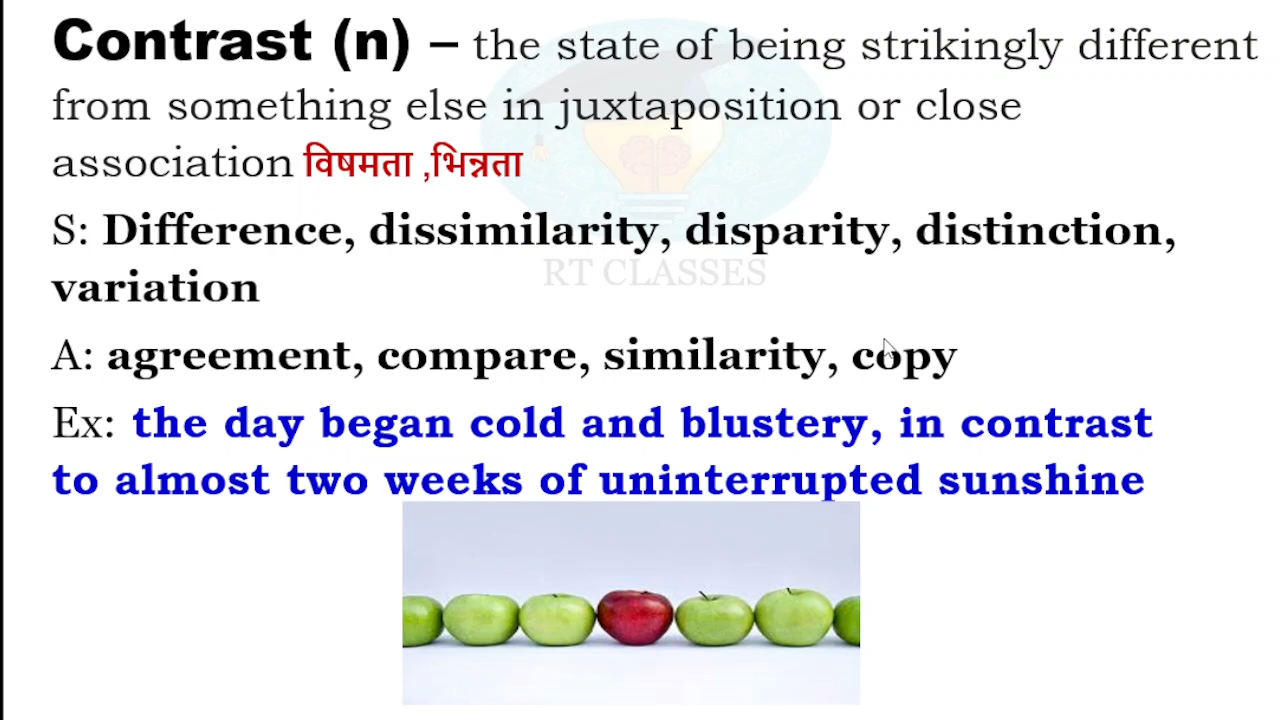 Contrast (n) – the state of being strikingly different
from something else in juxtaposition or close
association विषमता ,भिन्नता
S: Difference, dissimilarity, disparity, distinction,
variation
RT CLASSES
A: agreement, compare, similarity, copy
Ex: the day began cold and blustery, in contrast
to almost two weeks of uninterrupted sunshine